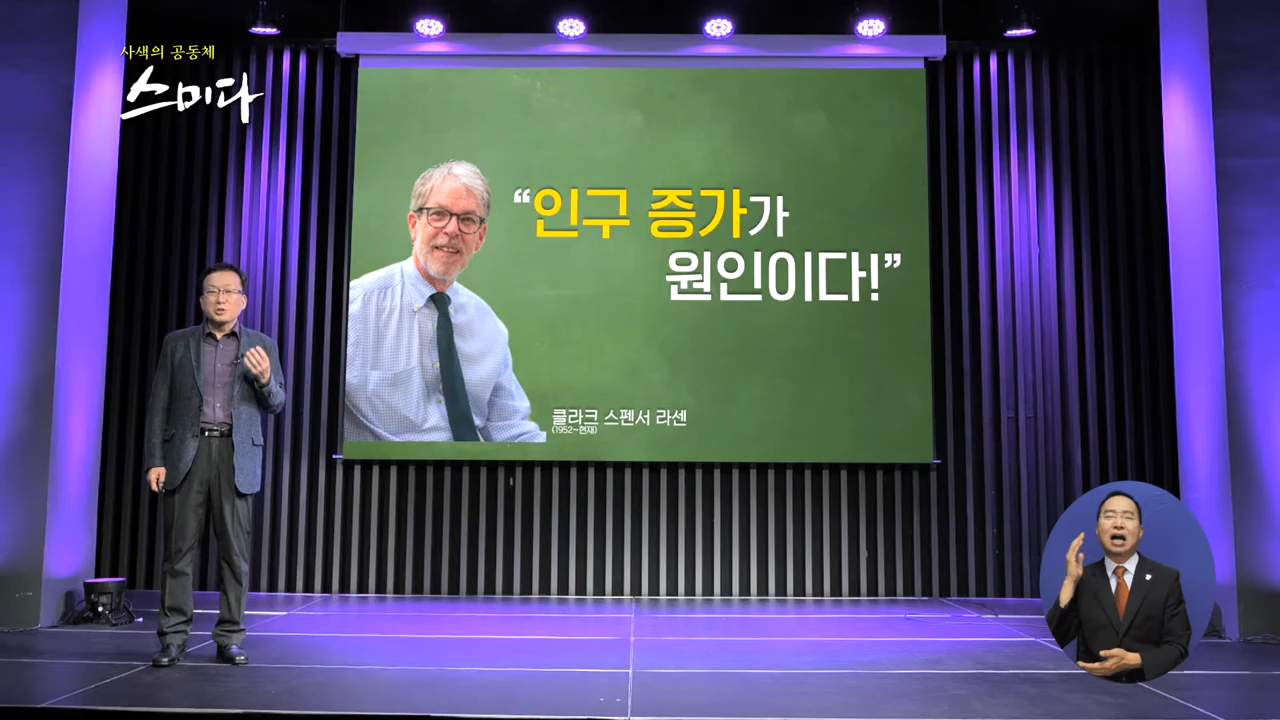 사색의 공동체
스미다
“인구 증가가
원인이다!”
클라크 스펜서 라센
(1952~현재)